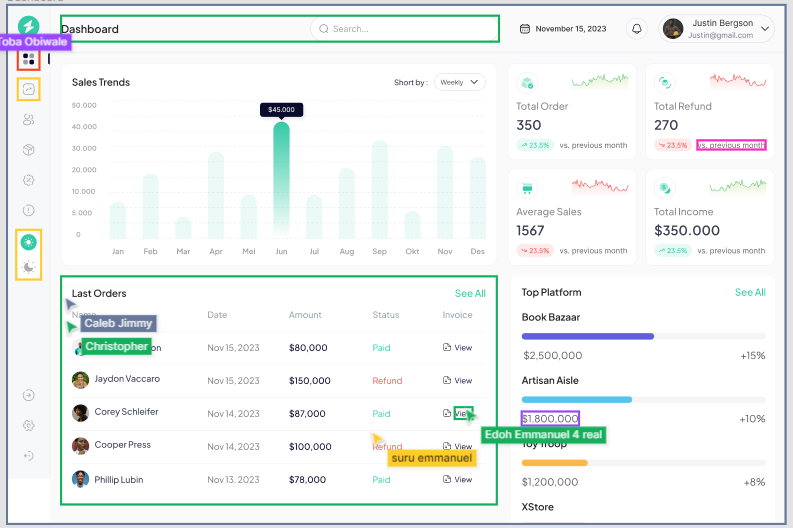 Dashboard
Dashboard
Search...
November 15, 2023
Justin Bergson
Justin@gmail.com
Toba Obiwale
Sales Trends
Short by :
Weekly
50.000
40.000
30.000
20.000
10.000
5.000
0
$45.000
Jan Feb Mar Apr Mei Jun Jul Aug Sep Okt Nov Des
Total Order
350
23,5% vs. previous month
Total Refund
270
23,5% vs. previous month
Average Sales
1567
23,5% vs. previous month
Total Income
$350.000
23,5% vs. previous month
Last Orders
See All
Name Date Amount Status Invoice
Caleb Jimmy
Christopher
Nov 15, 2023 $80,000 Paid View
Jaydon Vaccaro Nov 15, 2023 $150,000 Refund View
Corey Schleifer Nov 14, 2023 $87,000 Paid View
Edoh Emmanuel 4 real
Cooper Press Nov 14, 2023 $100,000 Refund View
suru emmanuel
Phillip Lubin Nov 13, 2023 $78,000 Paid View
Top Platform
See All
Book Bazaar
$2,500,000 +15%
Artisan Aisle
$1.800.000 +10%
Toy Troop
$1,200,000 +8%
XStore